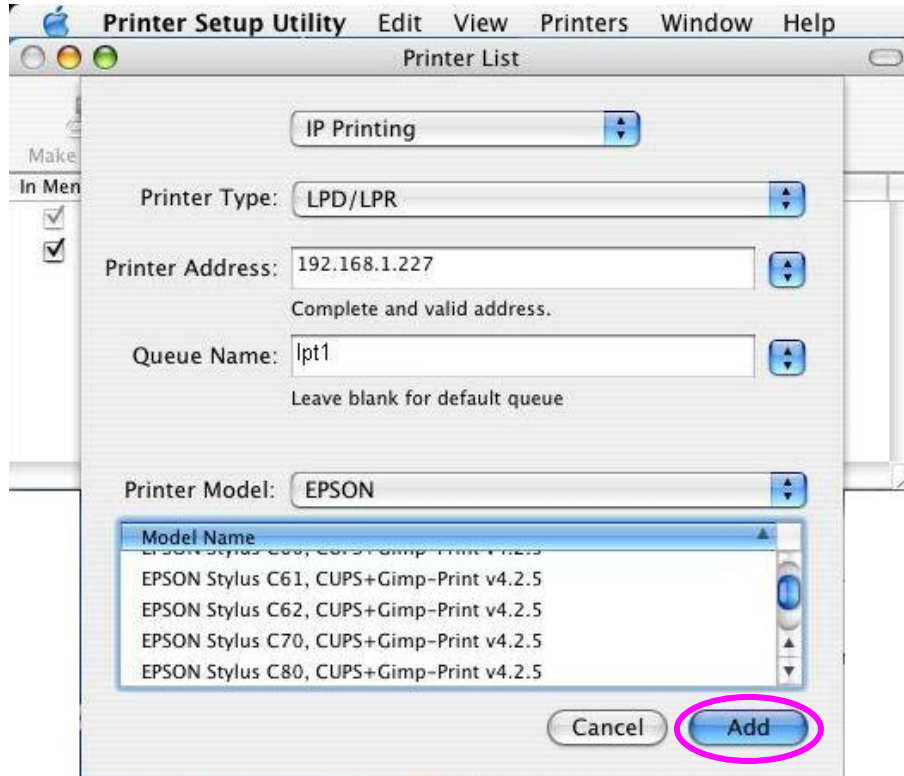 Printer Setup Utility Edit View Printers Window Help
Printer List
IP Printing
Make
In Men
Printer Type: LPD/LPR
Printer Address: 192.168.1.227
Complete and valid address.
Queue Name: lpt1
Leave blank for default queue
Printer Model: EPSON
Model Name
EPSON Stylus C61, CUPS+Gimp-Print v4.2.5
EPSON Stylus C62, CUPS+Gimp-Print v4.2.5
EPSON Stylus C70, CUPS+Gimp-Print v4.2.5
EPSON Stylus C80, CUPS+Gimp-Print v4.2.5
Cancel Add